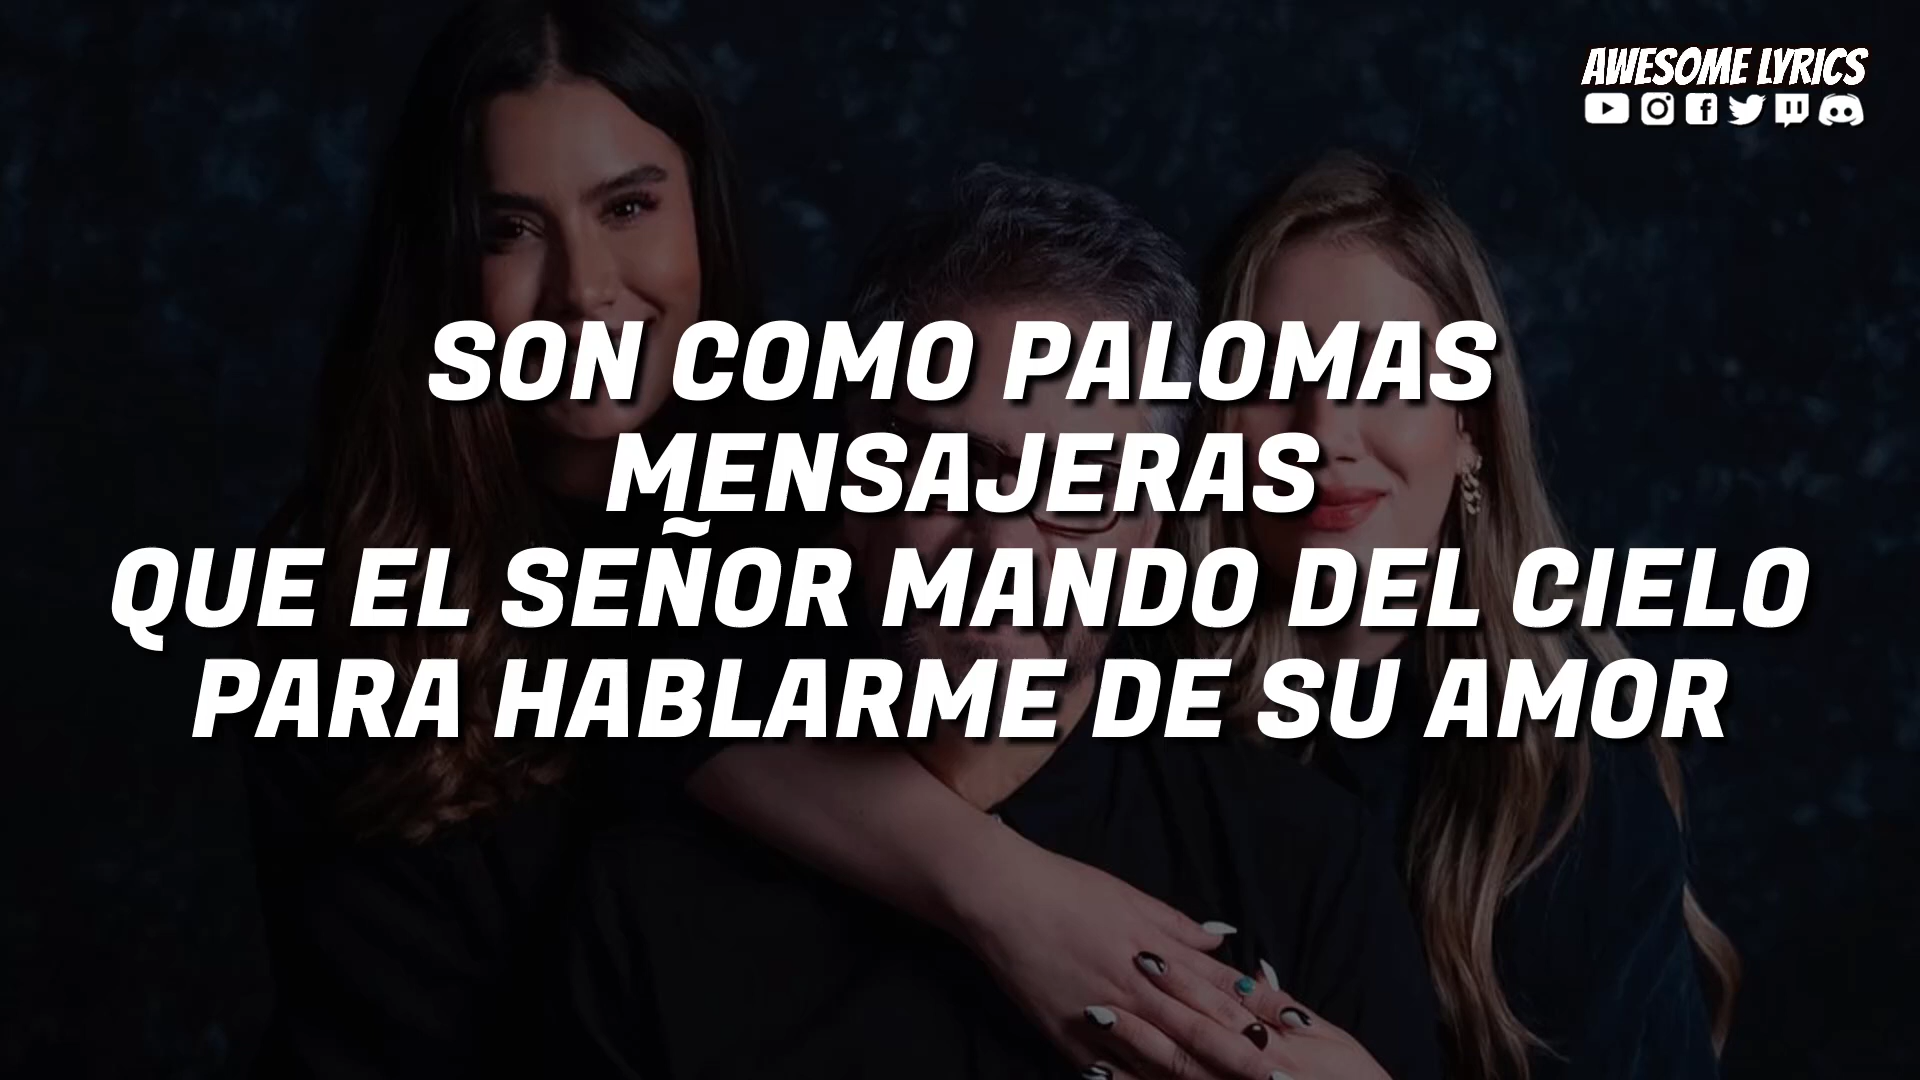 AWESOME LYRICS
SON COMO PALOMAS
MENSAJERAS
QUE EL SEÑOR MANDO DEL CIELO
PARA HABLARME DE SU AMOR